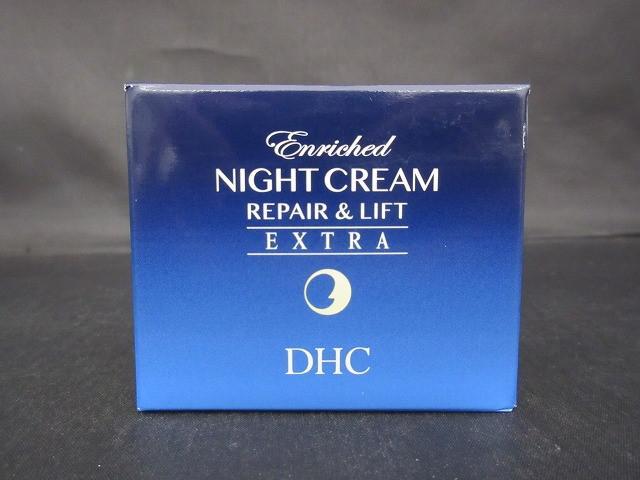 Enriched
NIGHT CREAM
REPAIR & LIFT
EXTRA
DHC